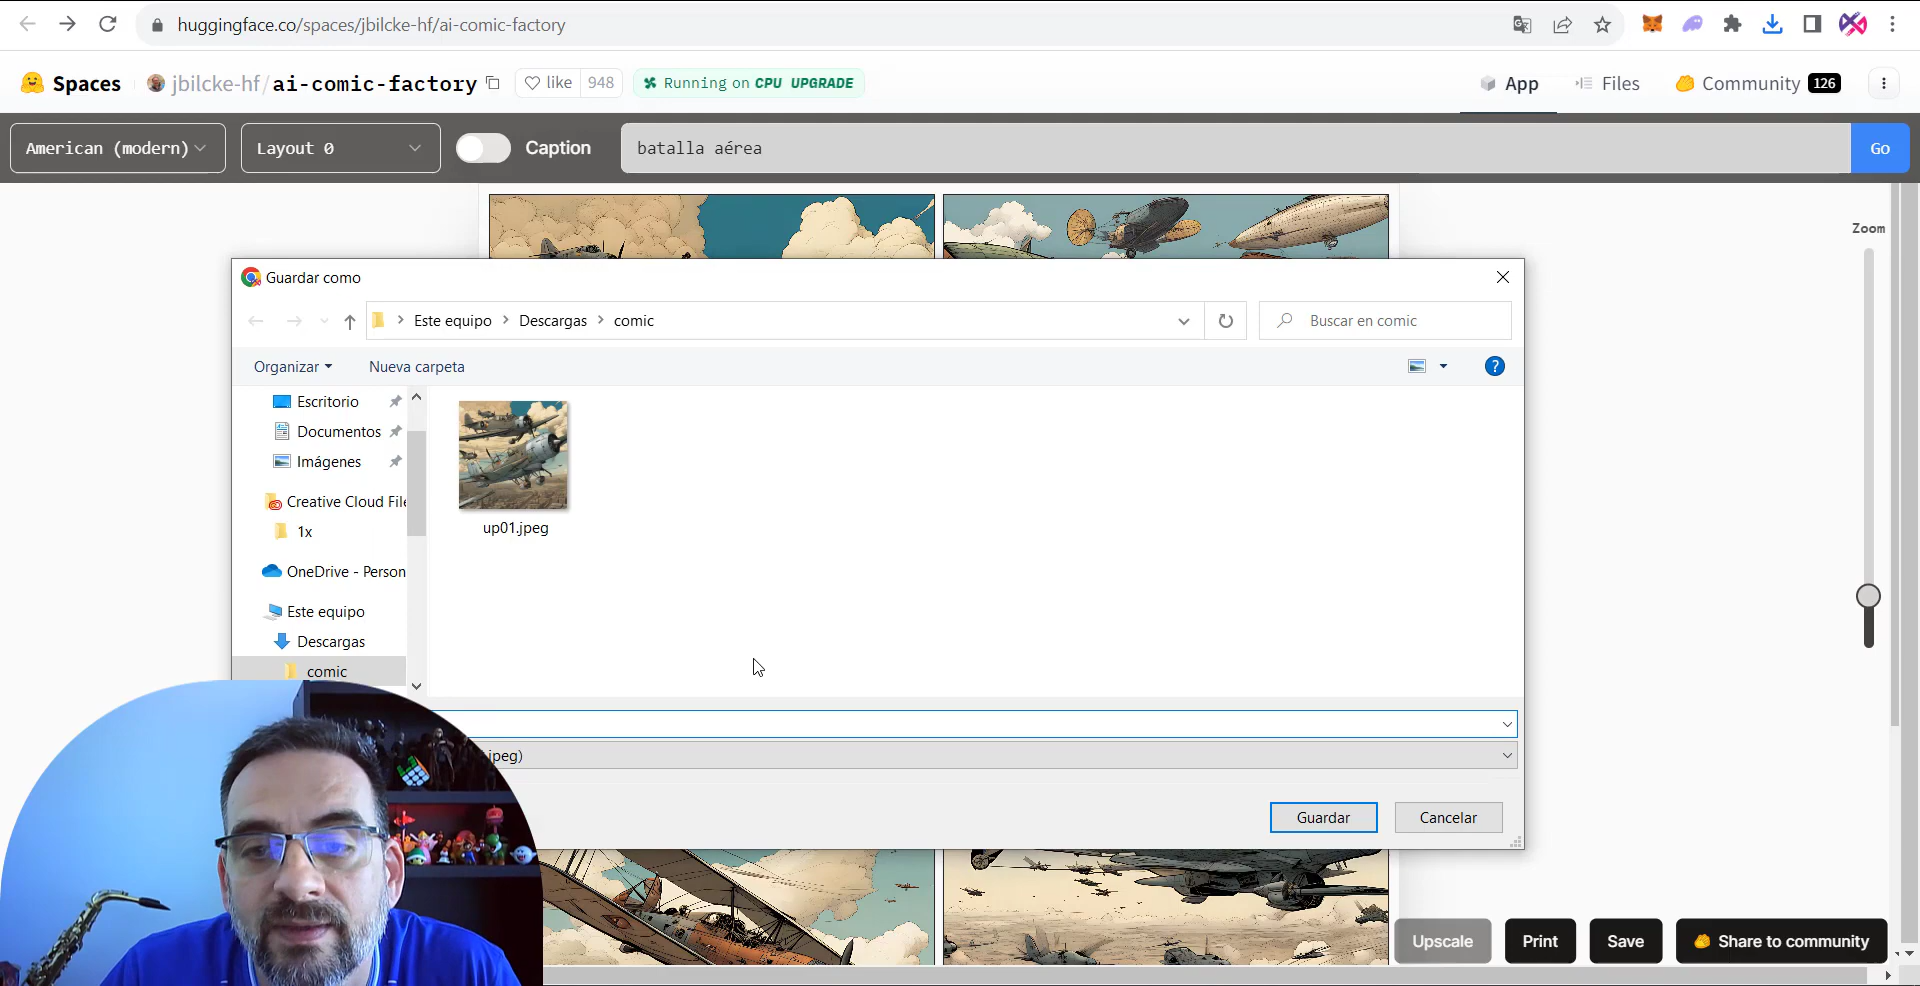 huggingface.co/spaces/jbilcke-hf/ai-comic-factory
Spaces jbilcke-hf/ai-comic-factory like 948 Running on CPU UPGRADE App Files Community 126
American (modern) Layout 0 Caption batalla aérea Go
Zoom
Guardar como
Este equipo Descargas comic Buscar en comic
Organizar Nueva carpeta ?
Escritorio
Documentos
Imágenes
Creative Cloud File
1x
OneDrive - Person
Este equipo
Descargas
comic
up01.jpeg
jpeg)
Guardar Cancelar
Upscale Print Save Share to community